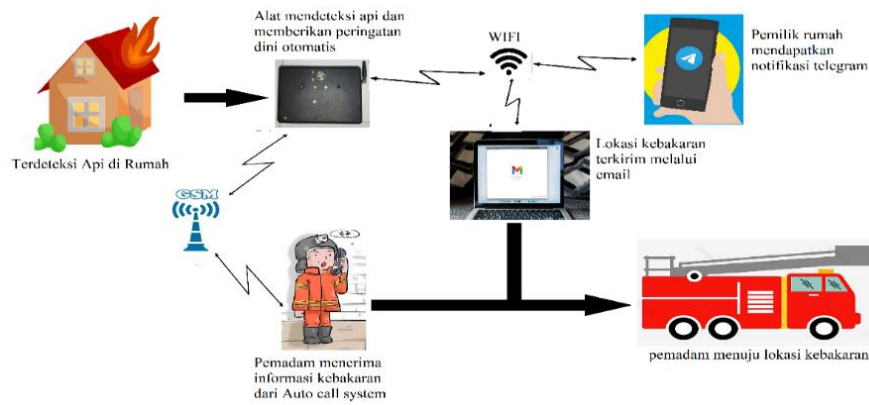 Alat mendeteksi api dan
memberikan peringatan
dini otomatis
WIFI
Pemilik rumah
mendapatkan
notifikasi telegram
Terdeteksi Api di Rumah
Lokasi kebakaran
terkirim melalui
email
GSM
Pemadam menerima
informasi kebakaran
dari Auto call system
pemadam menuju lokasi kebakaran